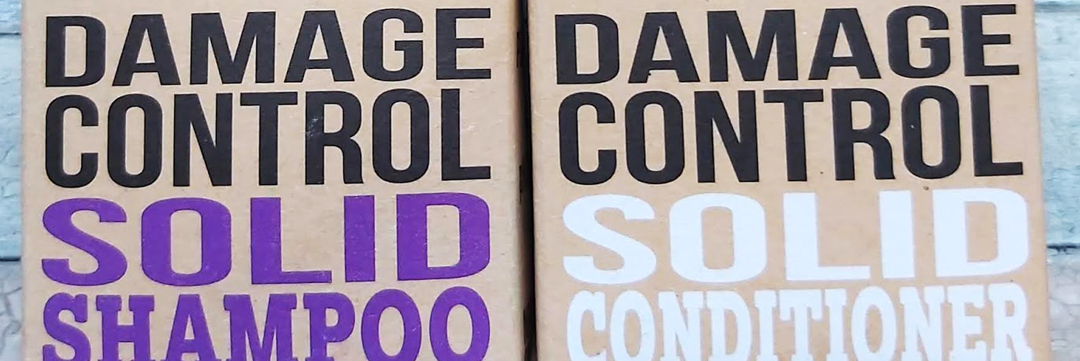 DAMAGE
CONTROL
SOLID
SHAMPOO
DAMAGE
CONTROL
SOLID
CONDITIONER